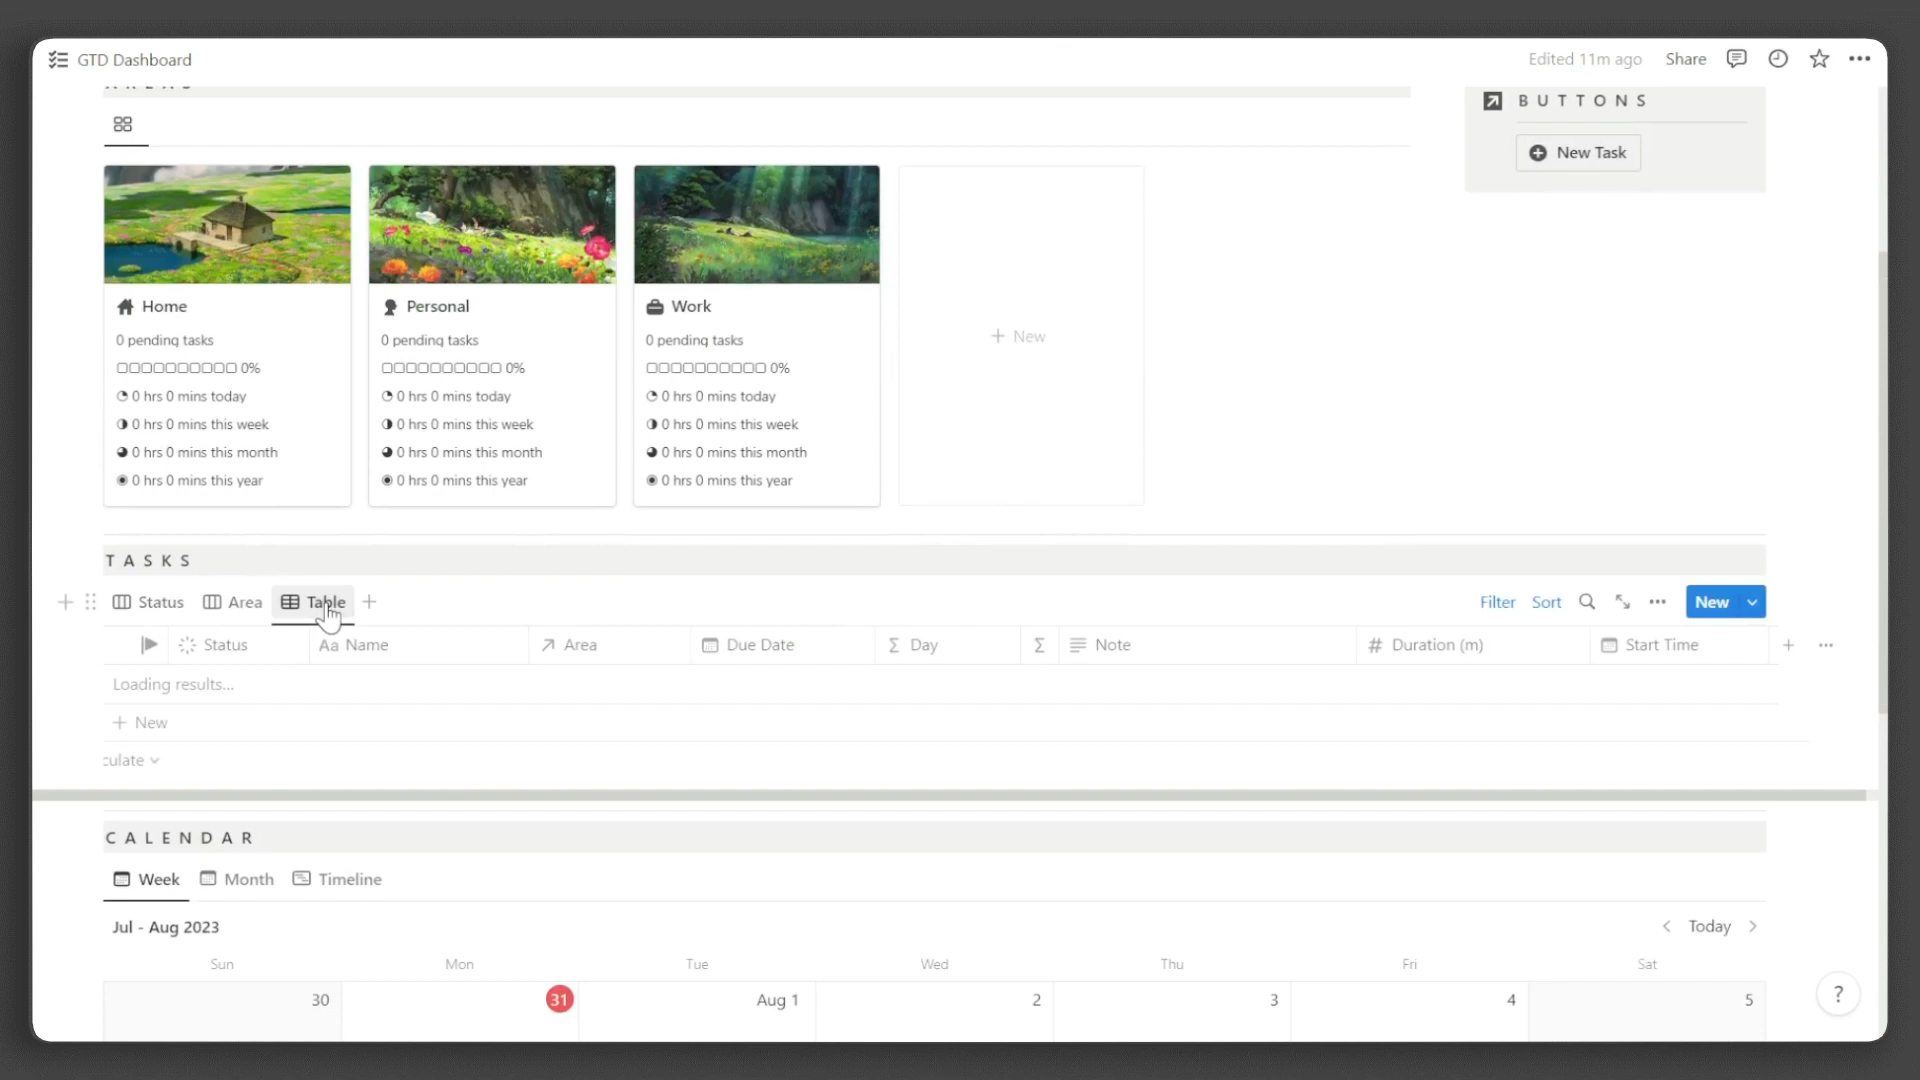 GTD Dashboard
Edited 11m ago Share
AREAS
BUTTONS
New Task
Home
0 pending tasks
0%
0 hrs 0 mins today
0 hrs 0 mins this week
0 hrs 0 mins this month
0 hrs 0 mins this year
Personal
0 pending tasks
0%
0 hrs 0 mins today
0 hrs 0 mins this week
0 hrs 0 mins this month
0 hrs 0 mins this year
Work
0 pending tasks
0%
0 hrs 0 mins today
0 hrs 0 mins this week
0 hrs 0 mins this month
0 hrs 0 mins this year
+ New
TASKS
Status Area Table + Filter Sort New
Status Aa Name Area Due Date Σ Day Σ Note # Duration (m) Start Time +
Loading results...
+ New
culate
CALENDAR
Week Month Timeline
Jul - Aug 2023 < Today >
Sun Mon Tue Wed Thu Fri Sat
30 31 Aug 1 2 3 4 5
?